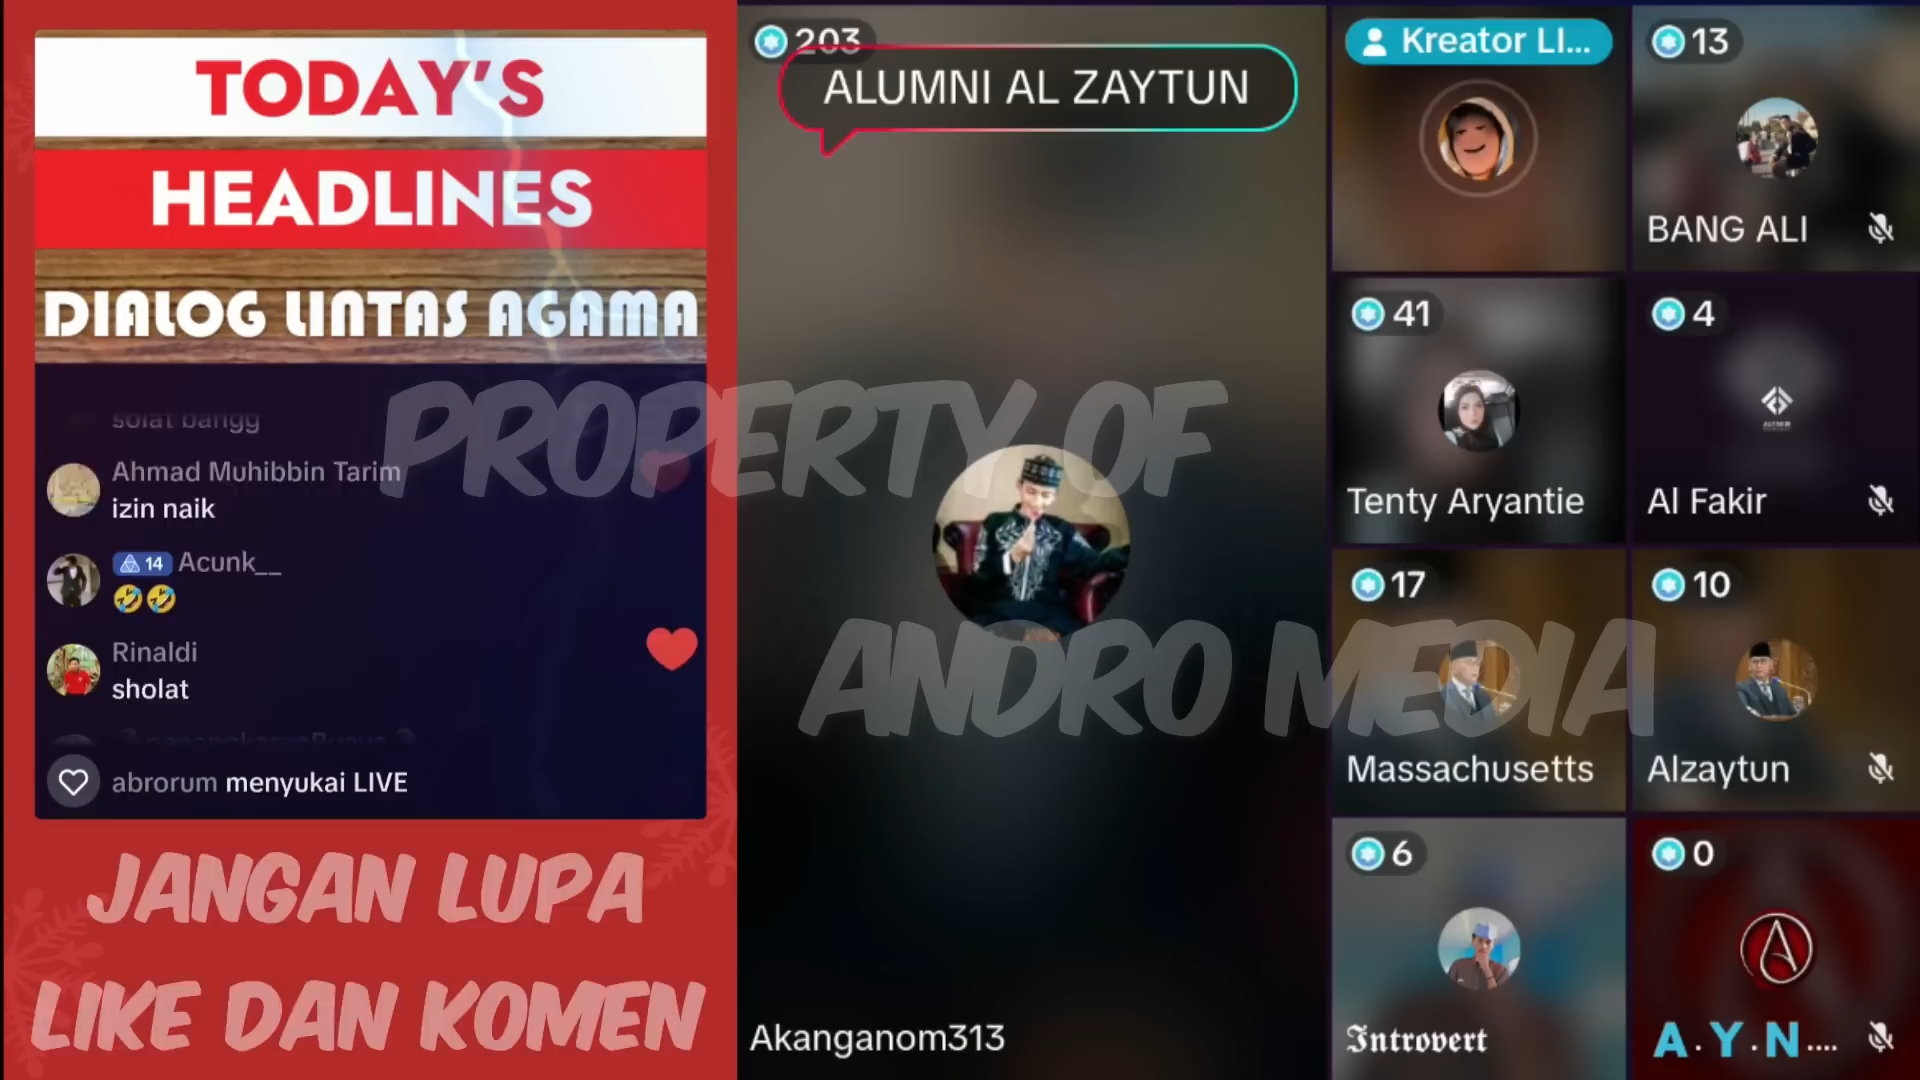 TODAY'S
HEADLINES
DIALOG LINTAS AGAMA
solat bangg
Ahmad Muhibbin Tarim
izin naik
14 Acunk__
🤣🤣
Rinaldi
sholat
abrorum menyukai LIVE
JANGAN LUPA
LIKE DAN KOMEN
PROPERTY OF
ANDRO MEDIA
203
ALUMNI AL ZAYTUN
Akanganom313
Kreator LI...
13
BANG ALI
41
Tenty Aryantie
4
Al Fakir
17
Massachusetts
10
Alzaytun
6
𝕴𝖓𝖙𝖗𝖔𝖛𝖊𝖗𝖙
0
A.Y.N....